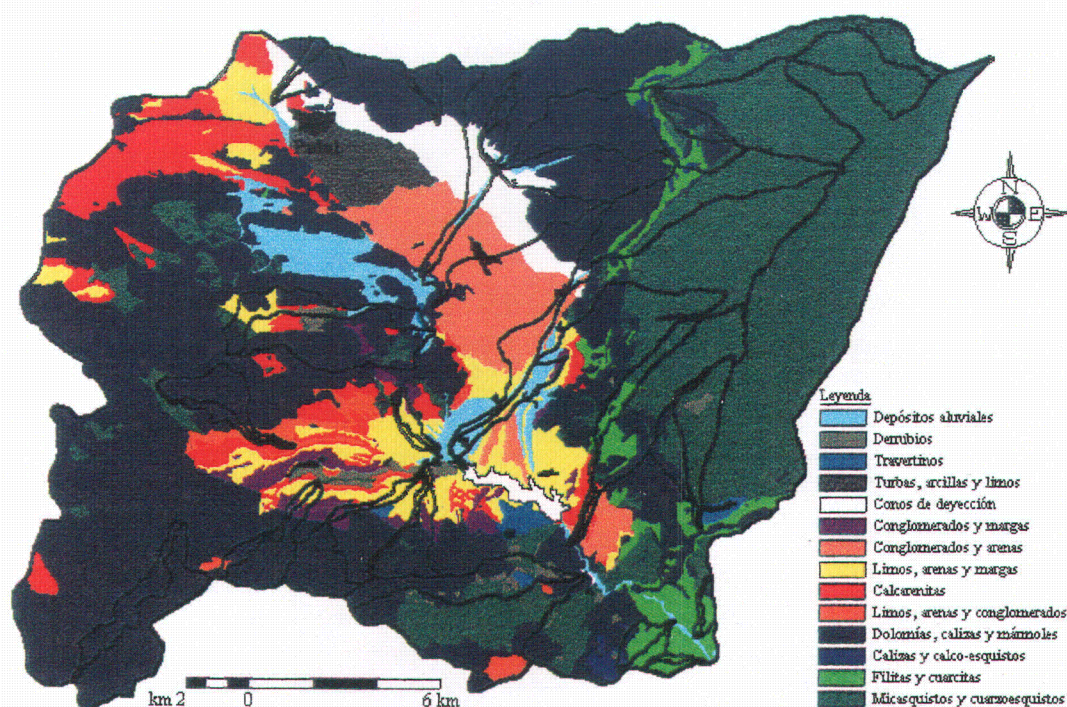 Padul
N
W E
S
Leyenda
Depósitos aluviales
Derrubios
Travertinos
Turbas, arcillas y limos
Conos de deyección
Conglomerados y margas
Conglomerados y arenas
Limos, arenas y margas
Calcarenitas
Limos, arenas y conglomerados
Dolomías, calizas y mármoles
Calizas y calco-esquistos
Filitas y cuarcitas
Micasquistos y cuarzoesquistos
km 2 0 6 km